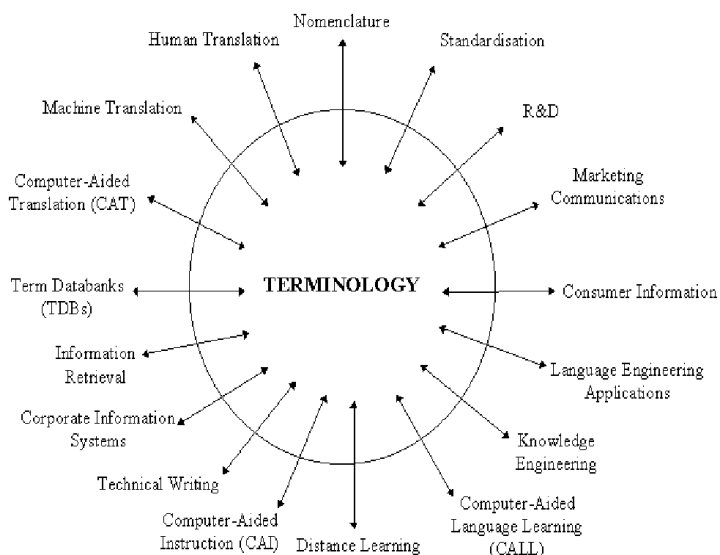 Nomenclature
Human Translation
Standardisation
Machine Translation
R&D
Computer-Aided
Translation (CAT)
Marketing
Communications
TERMINOLOGY
Term Databanks
(TDBs)
Consumer Information
Information
Retrieval
Language Engineering
Applications
Corporate Information
Systems
Knowledge
Engineering
Technical Writing
Computer-Aided
Instruction (CAI)
Distance Learning
Computer-Aided
Language Learning
(CALL)